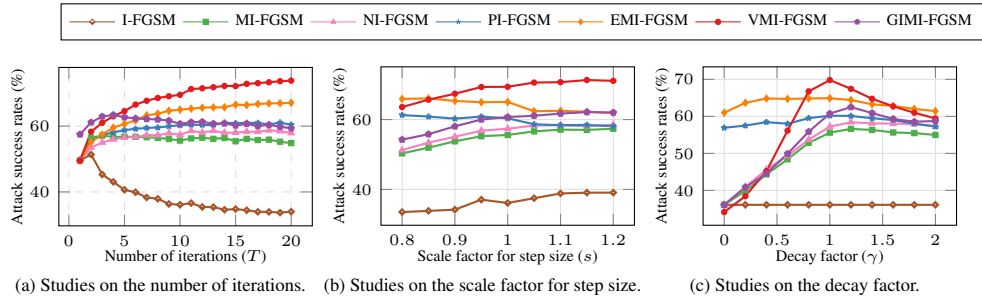 I-FGSM MI-FGSM NI-FGSM PI-FGSM EMI-FGSM VMI-FGSM GIMI-FGSM
Attack success rates (%)
80
60
40
0 5 10 15 20
Number of iterations (T)
(a) Studies on the number of iterations.
Attack success rates (%)
60
40
0.8 0.9 1 1.1 1.2
Scale factor for step size (s)
(b) Studies on the scale factor for step size.
Attack success rates (%)
70
60
50
40
0 0.5 1 1.5 2
Decay factor (γ)
(c) Studies on the decay factor.